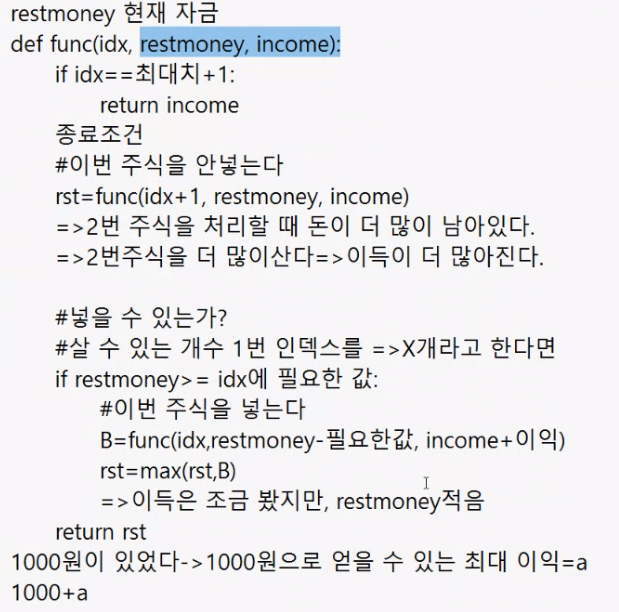 restmoney 현재 자금
def func(idx, restmoney, income):
if idx==최대치+1:
return income
종료조건
#이번 주식을 안넣는다
rst=func(idx+1, restmoney, income)
=>2번 주식을 처리할 때 돈이 더 많이 남아있다.
=>2번주식을 더 많이산다=>이득이 더 많아진다.
#넣을 수 있는가?
#살 수 있는 개수 1번 인덱스를 =>X개라고 한다면
if restmoney>= idx에 필요한 값:
#이번 주식을 넣는다
B=func(idx,restmoney-필요한값, income+이익)
rst=max(rst,B)
=>이득은 조금 봤지만, restmoney적음
return rst
1000원이 있었다->1000원으로 얻을 수 있는 최대 이익=a
1000+a